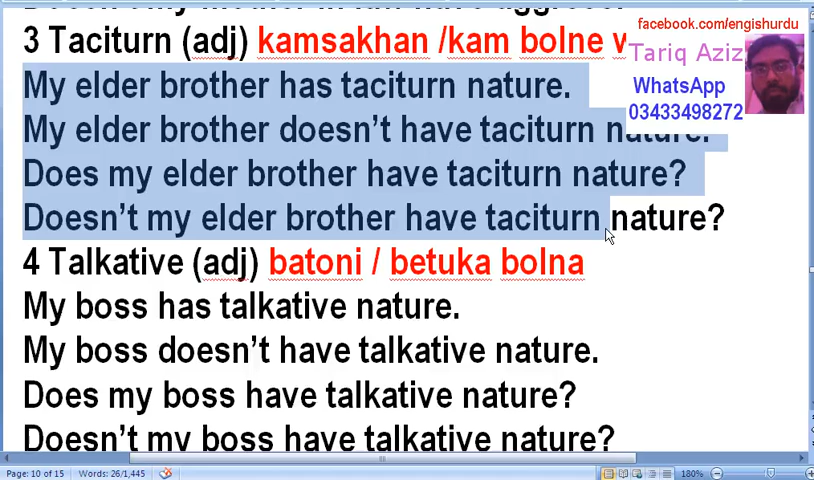 3 Taciturn (adj) kamsakhan /kam bolne
facebook.com/engishurdu
Tariq Aziz
WhatsApp
03433498272
My elder brother has taciturn nature.
My elder brother doesn't have taciturn nature.
Does my elder brother have taciturn nature?
Doesn't my elder brother have taciturn nature?
4 Talkative (adj) batoni / betuka bolna
My boss has talkative nature.
My boss doesn't have talkative nature.
Does my boss have talkative nature?
Doesn't my boss have talkative nature?
Page: 10 of 15 Words: 26/1,445 180%